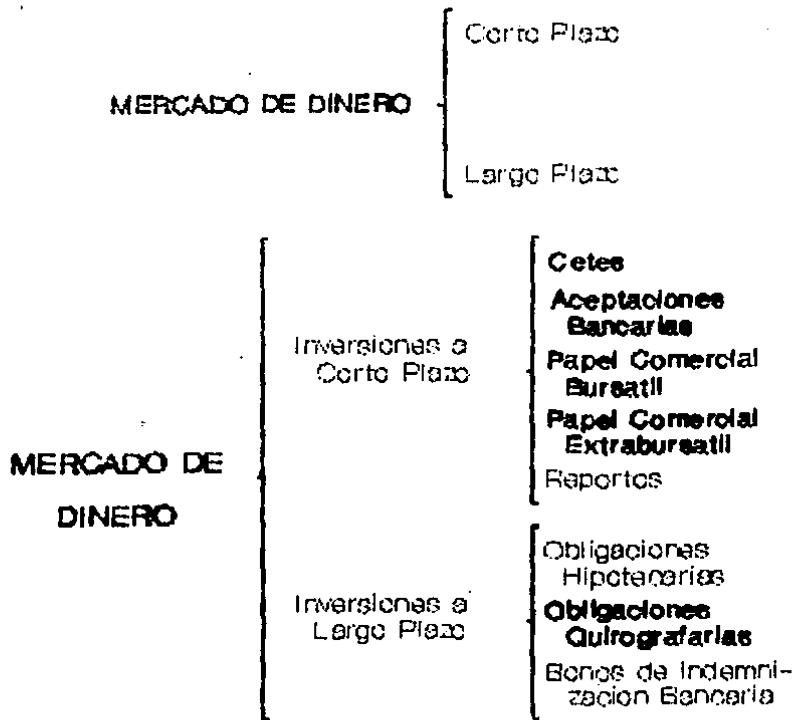 Corto Plazo
MERCADO DE DINERO
Largo Plazo
Cetes
Aceptaciones
Bancarias
Inversiones a
Corto Plazo
Papel Comercial
Bursatil
Papel Comercial
Extrabursatil
Reportos
MERCADO DE
DINERO
Obligaciones
Hipotecarias
Inversiones a
Largo Plazo
Obligaciones
Quirografarias
Bonos de Indemni-
zacion Bancaria